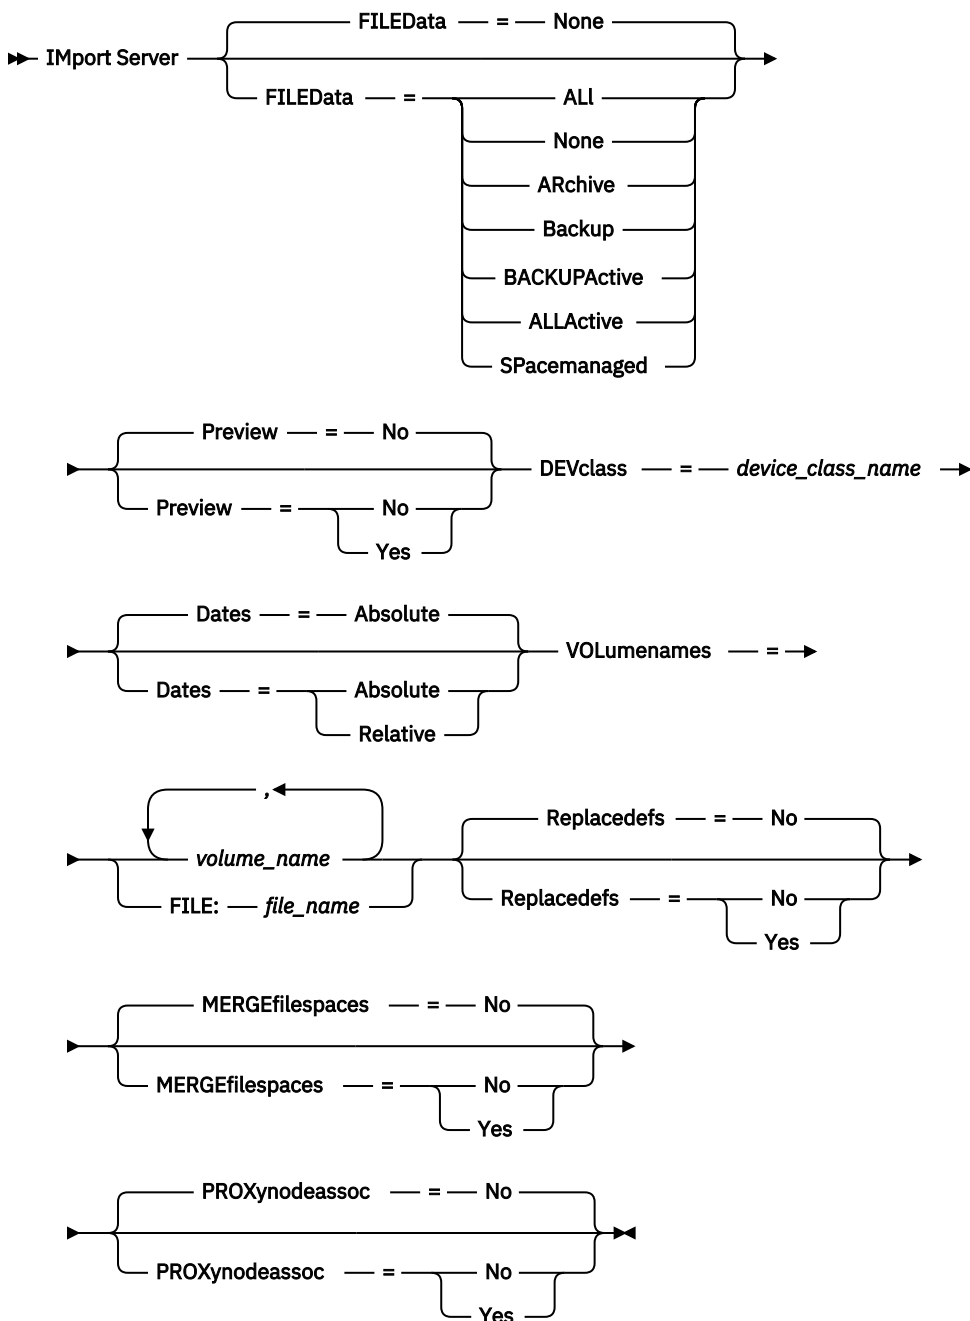 FILEData = None
IMport Server
FILEData = ALl
None
ARchive
Backup
BACKUPActive
ALLActive
SPacemanaged
Preview = No
DEVclass = device_class_name
Preview = No
Yes
Dates = Absolute
VOLumenames =
Dates = Absolute
Relative
,
Replacedefs = No
volume_name
FILE: file_name
Replacedefs = No
Yes
MERGEfilespaces = No
MERGEfilespaces = No
Yes
PROXynodeassoc = No
PROXynodeassoc = No
Yes